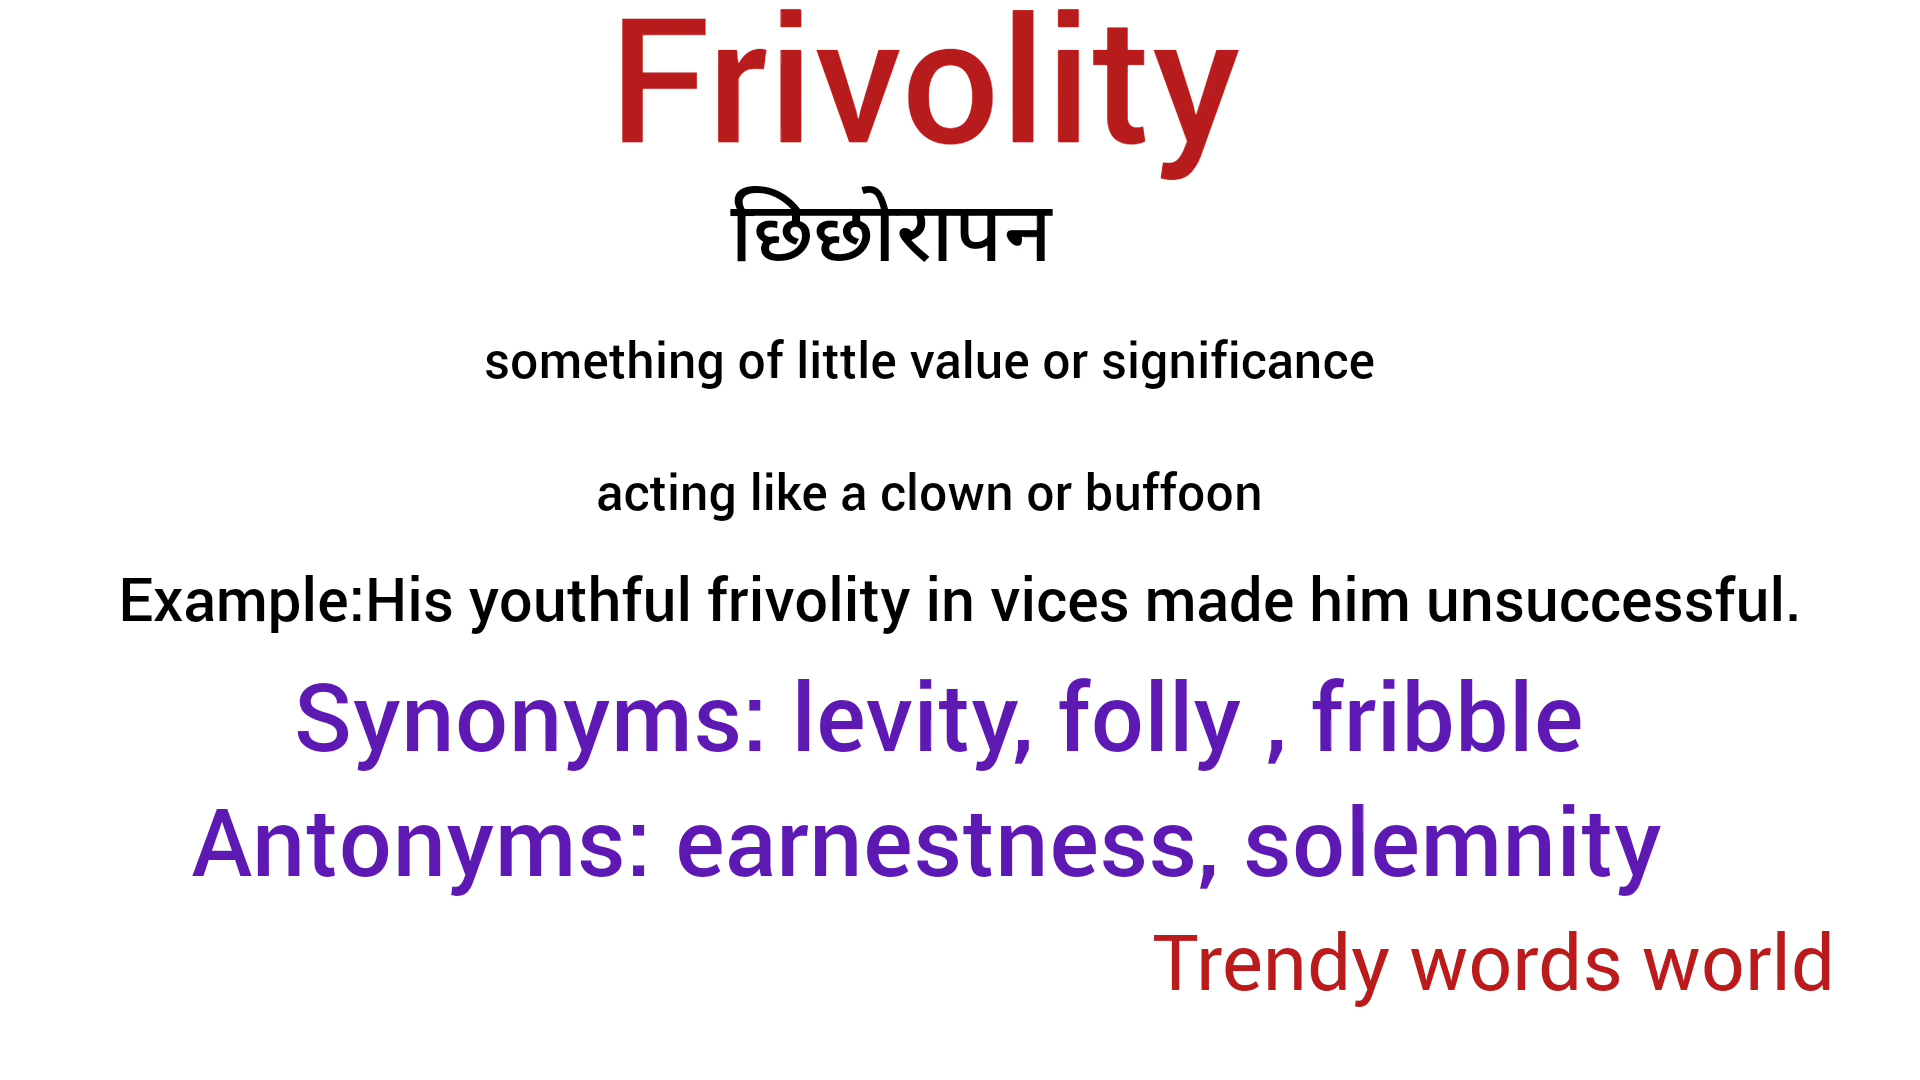 Frivolity
छिछोरापन
something of little value or significance
acting like a clown or buffoon
Example:His youthful frivolity in vices made him unsuccessful.
Synonyms: levity, folly , fribble
Antonyms: earnestness, solemnity
Trendy words world